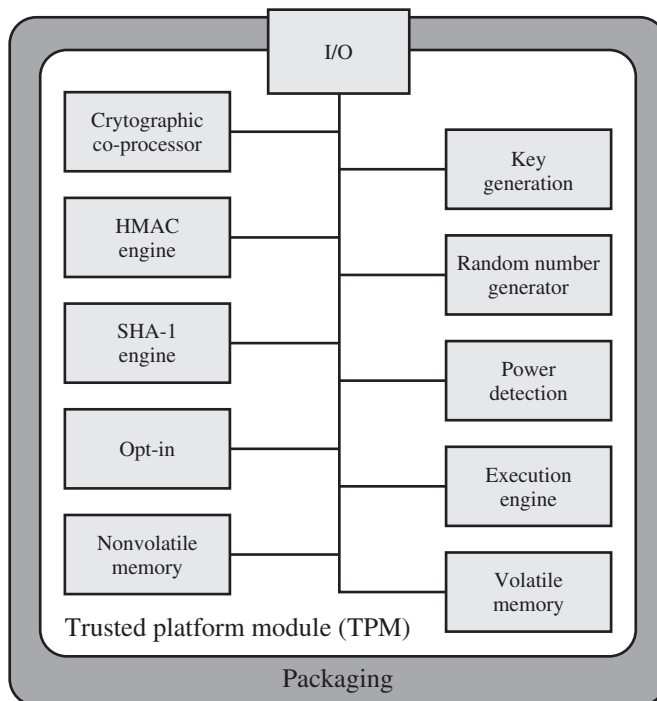 I/O
Crytographic
co-processor
HMAC
engine
SHA-1
engine
Opt-in
Nonvolatile
memory
Key
generation
Random number
generator
Power
detection
Execution
engine
Volatile
memory
Trusted platform module (TPM)
Packaging